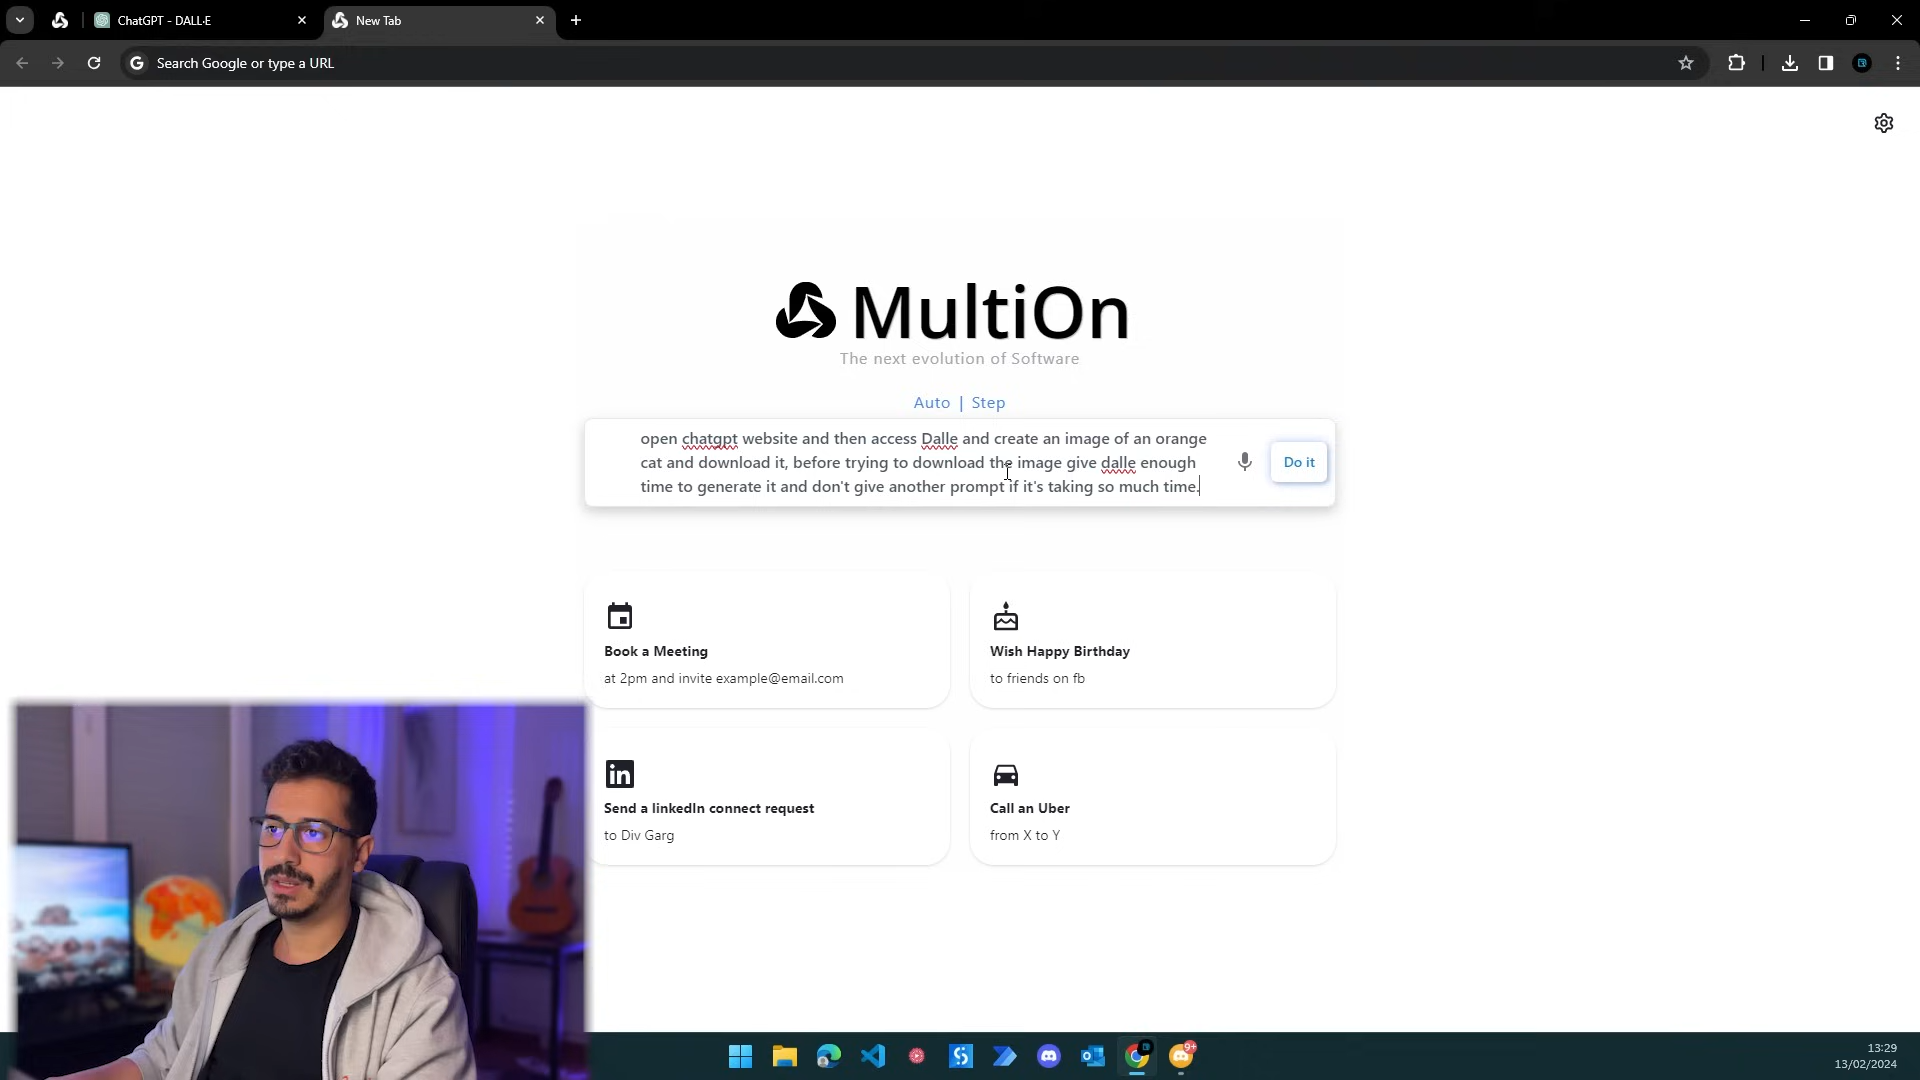 ChatGPT - DALL·E
New Tab
Search Google or type a URL
MultiOn
The next evolution of Software
Auto | Step
open chatgpt website and then access Dalle and create an image of an orange
cat and download it, before trying to download the image give dalle enough
time to generate it and don't give another prompt if it's taking so much time.
Do it
Book a Meeting
at 2pm and invite example@email.com
Wish Happy Birthday
to friends on fb
Send a linkedIn connect request
to Div Garg
Call an Uber
from X to Y
9+
13:29
13/02/2024